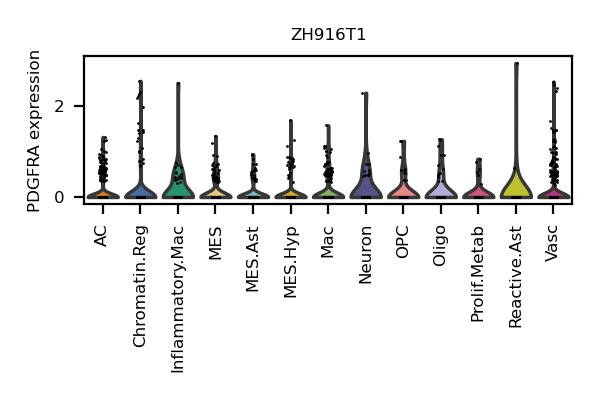 ZH916T1
PDGFRA expression
2
0
AC
Chromatin.Reg
Inflammatory.Mac
MES
MES.Ast
MES.Hyp
Mac
Neuron
OPC
Oligo
Prolif.Metab
Reactive.Ast
Vasc